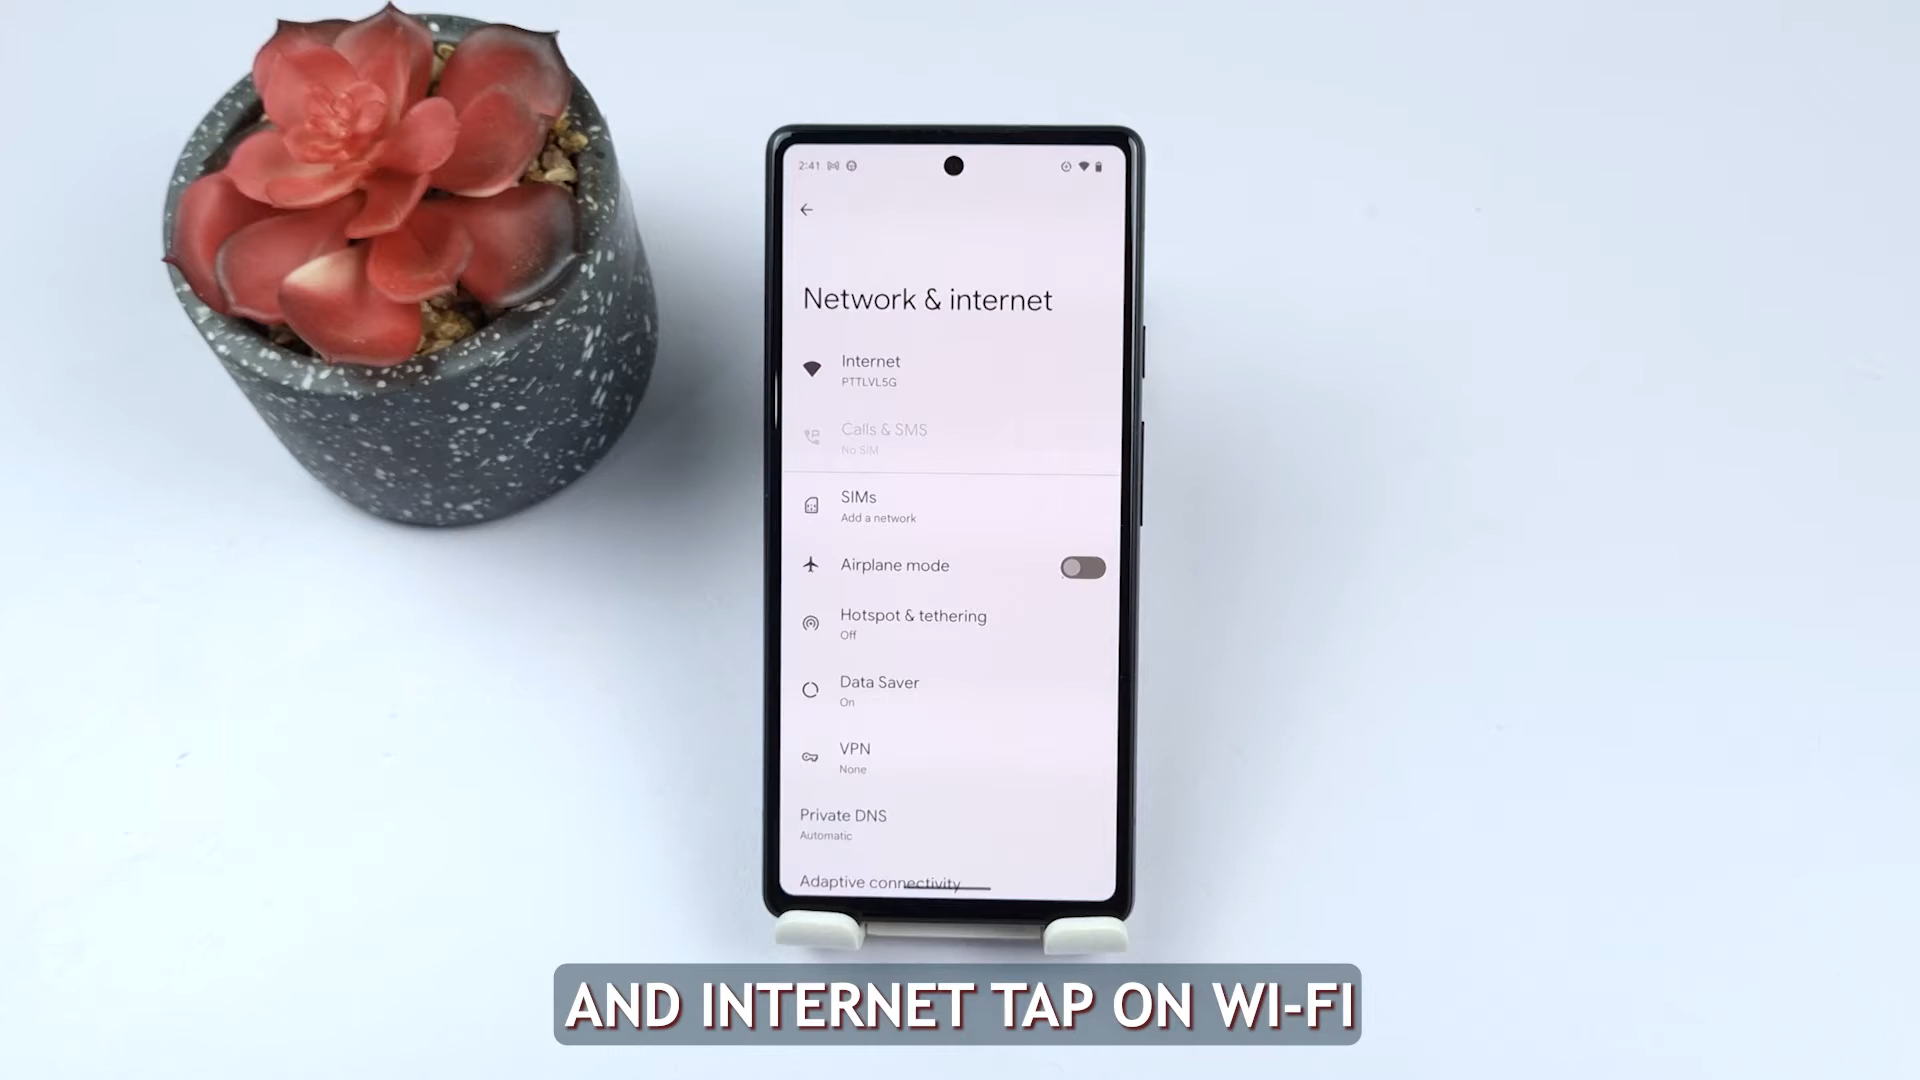 2:41
Network & internet
Internet
PTTLVL5G
Calls & SMS
No SIM
SIMs
Add a network
Airplane mode
Hotspot & tethering
Off
Data Saver
On
VPN
None
Private DNS
Automatic
Adaptive connectivity
AND INTERNET TAP ON WI-FI